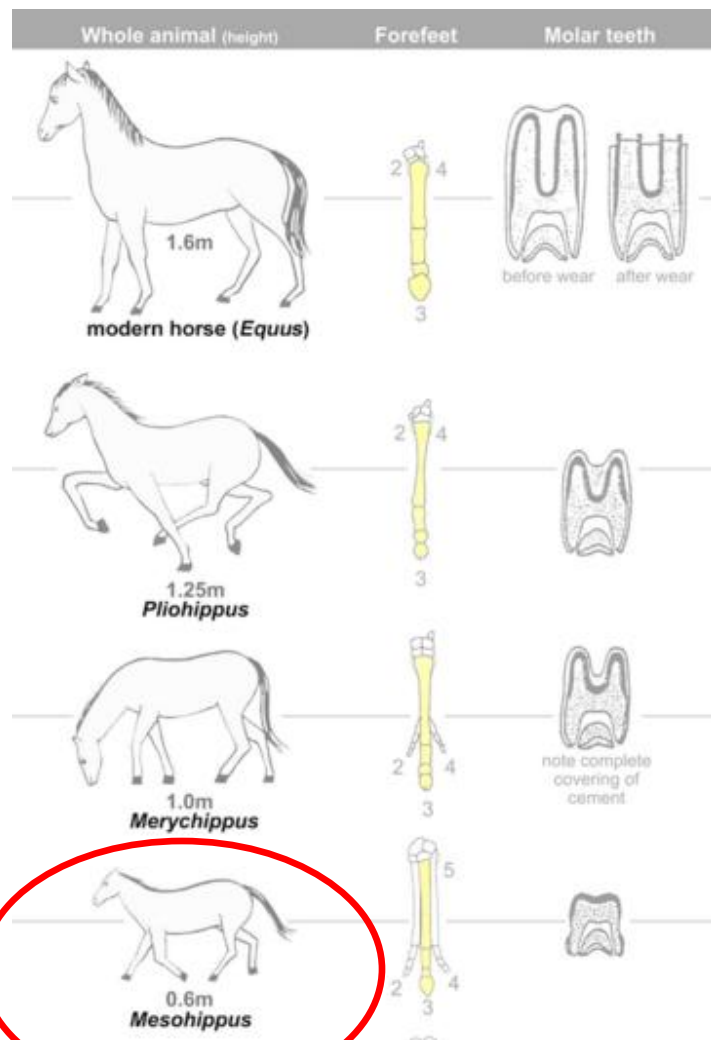 Whole animal (height) Forefeet Molar teeth
2 4
1.6m
before wear after wear
3
modern horse (Equus)
2 4
3
1.25m
Pliohippus
note complete
2 4 covering of
1.0m cement
3
Merychippus
5
2 4
0.6m 3
Mesohippus